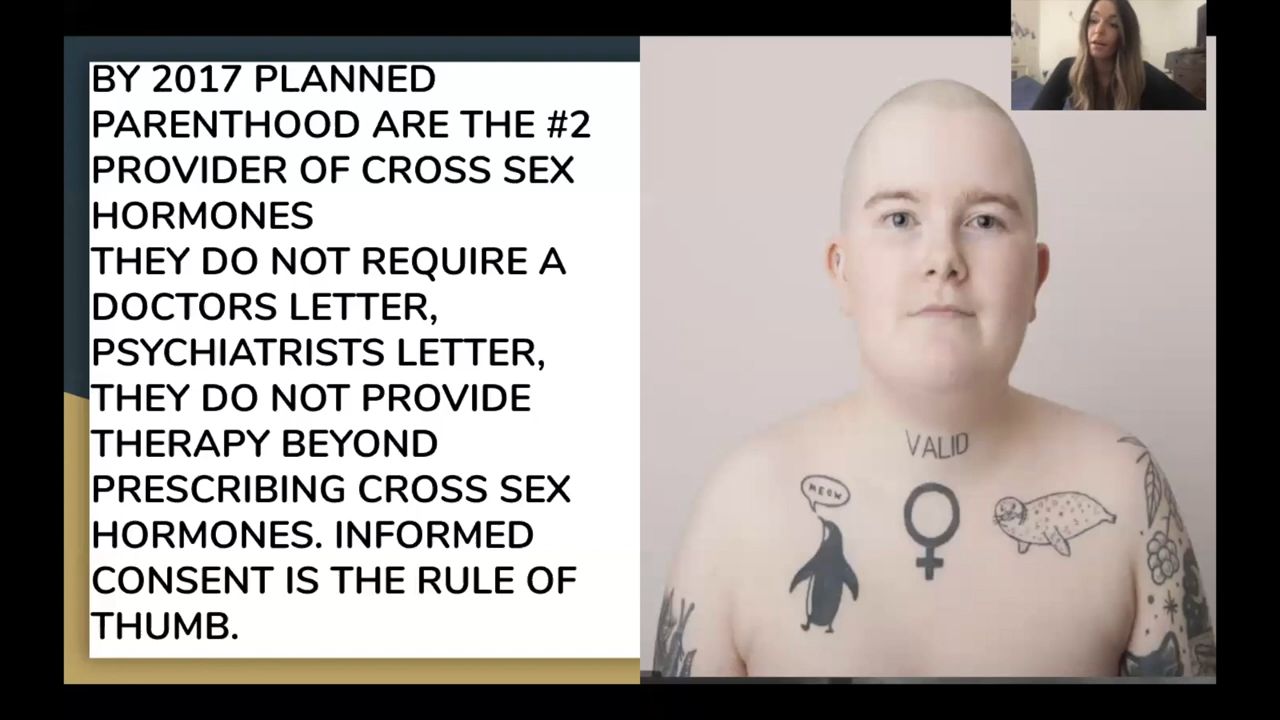 BY 2017 PLANNED
PARENTHOOD ARE THE #2
PROVIDER OF CROSS SEX
HORMONES
THEY DO NOT REQUIRE A
DOCTORS LETTER,
PSYCHIATRISTS LETTER,
THEY DO NOT PROVIDE
THERAPY BEYOND
PRESCRIBING CROSS SEX
HORMONES. INFORMED
CONSENT IS THE RULE OF
THUMB.
VALID
MEOW